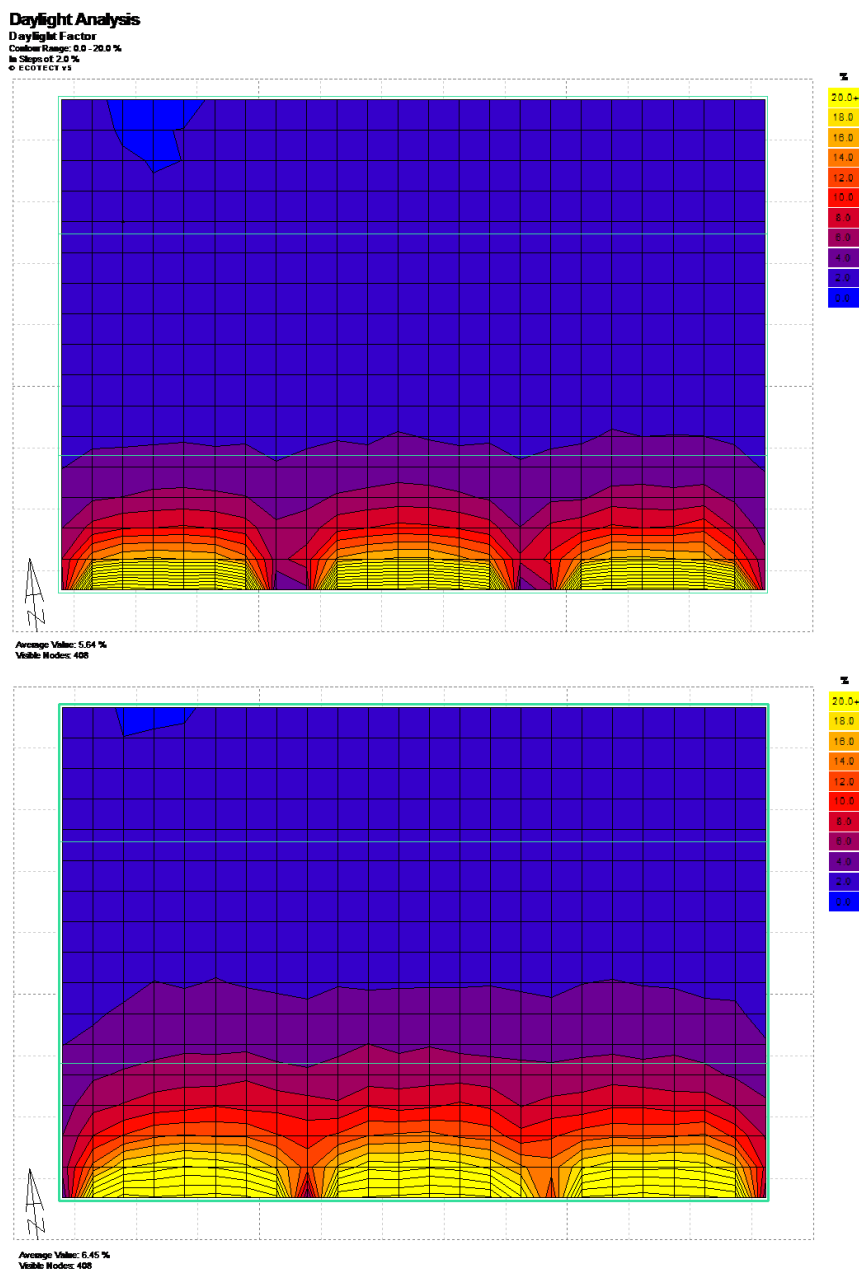 Daylight Analysis
Daylight Factor
Contour Range: 0.0 - 20.0 %
In Steps of: 2.0 %
© ECOTECT v5
%
20.0+
18.0
16.0
14.0
12.0
10.0
8.0
6.0
4.0
2.0
0.0
N
Average Value: 5.64 %
Visible Nodes: 408
%
20.0+
18.0
16.0
14.0
12.0
10.0
8.0
6.0
4.0
2.0
0.0
N
Average Value: 6.45 %
Visible Nodes: 408